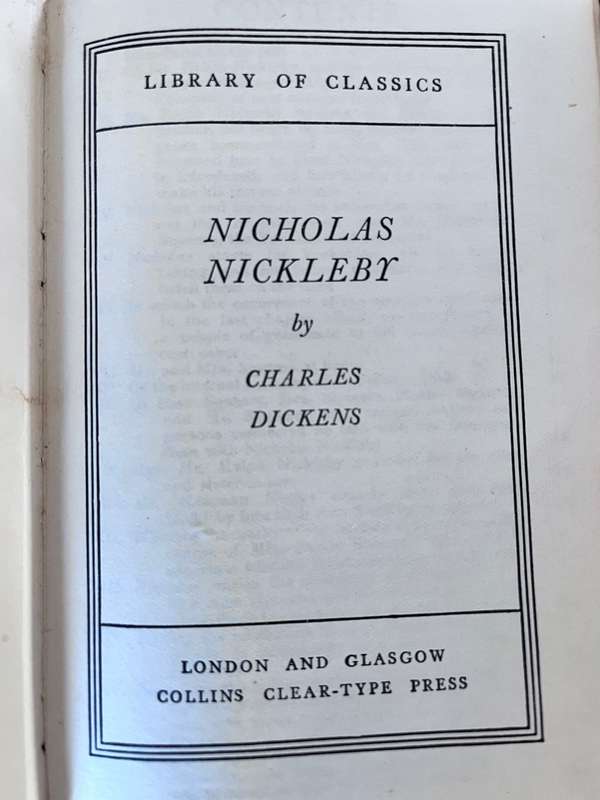 LIBRARY OF CLASSICS
NICHOLAS
NICKLEBY
by
CHARLES
DICKENS
LONDON AND GLASGOW
COLLINS CLEAR-TYPE PRESS